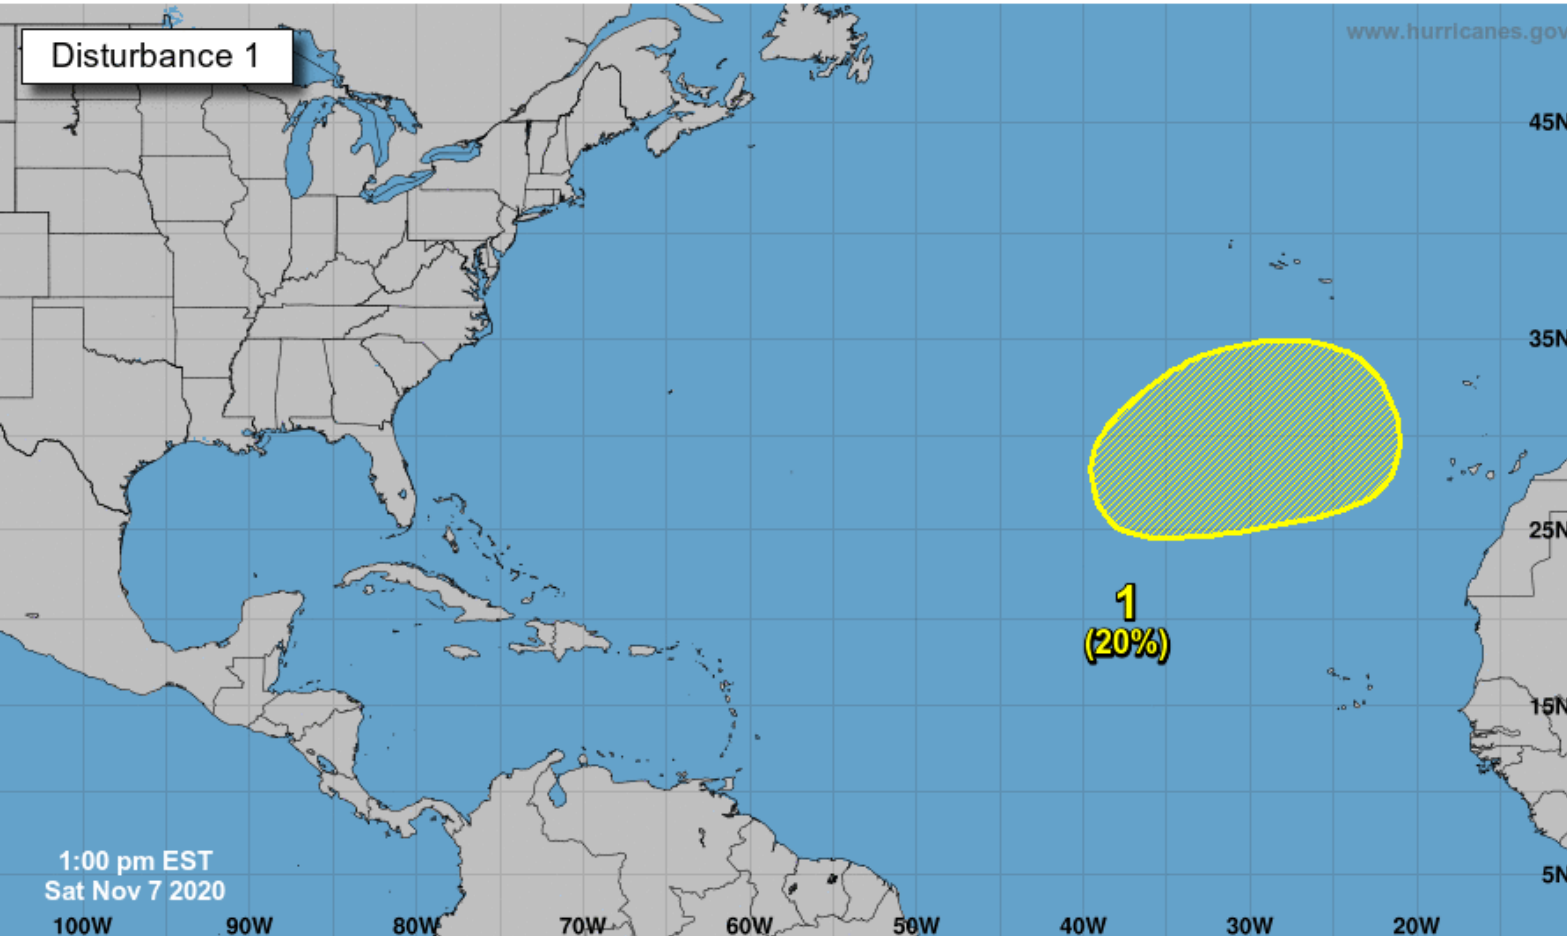 Disturbance 1
www.hurricanes.gov
45N
35N
25N
1
(20%)
15N
1:00 pm EST
Sat Nov 7 2020
5N
100W 90W 80W 70W 60W 50W 40W 30W 20W